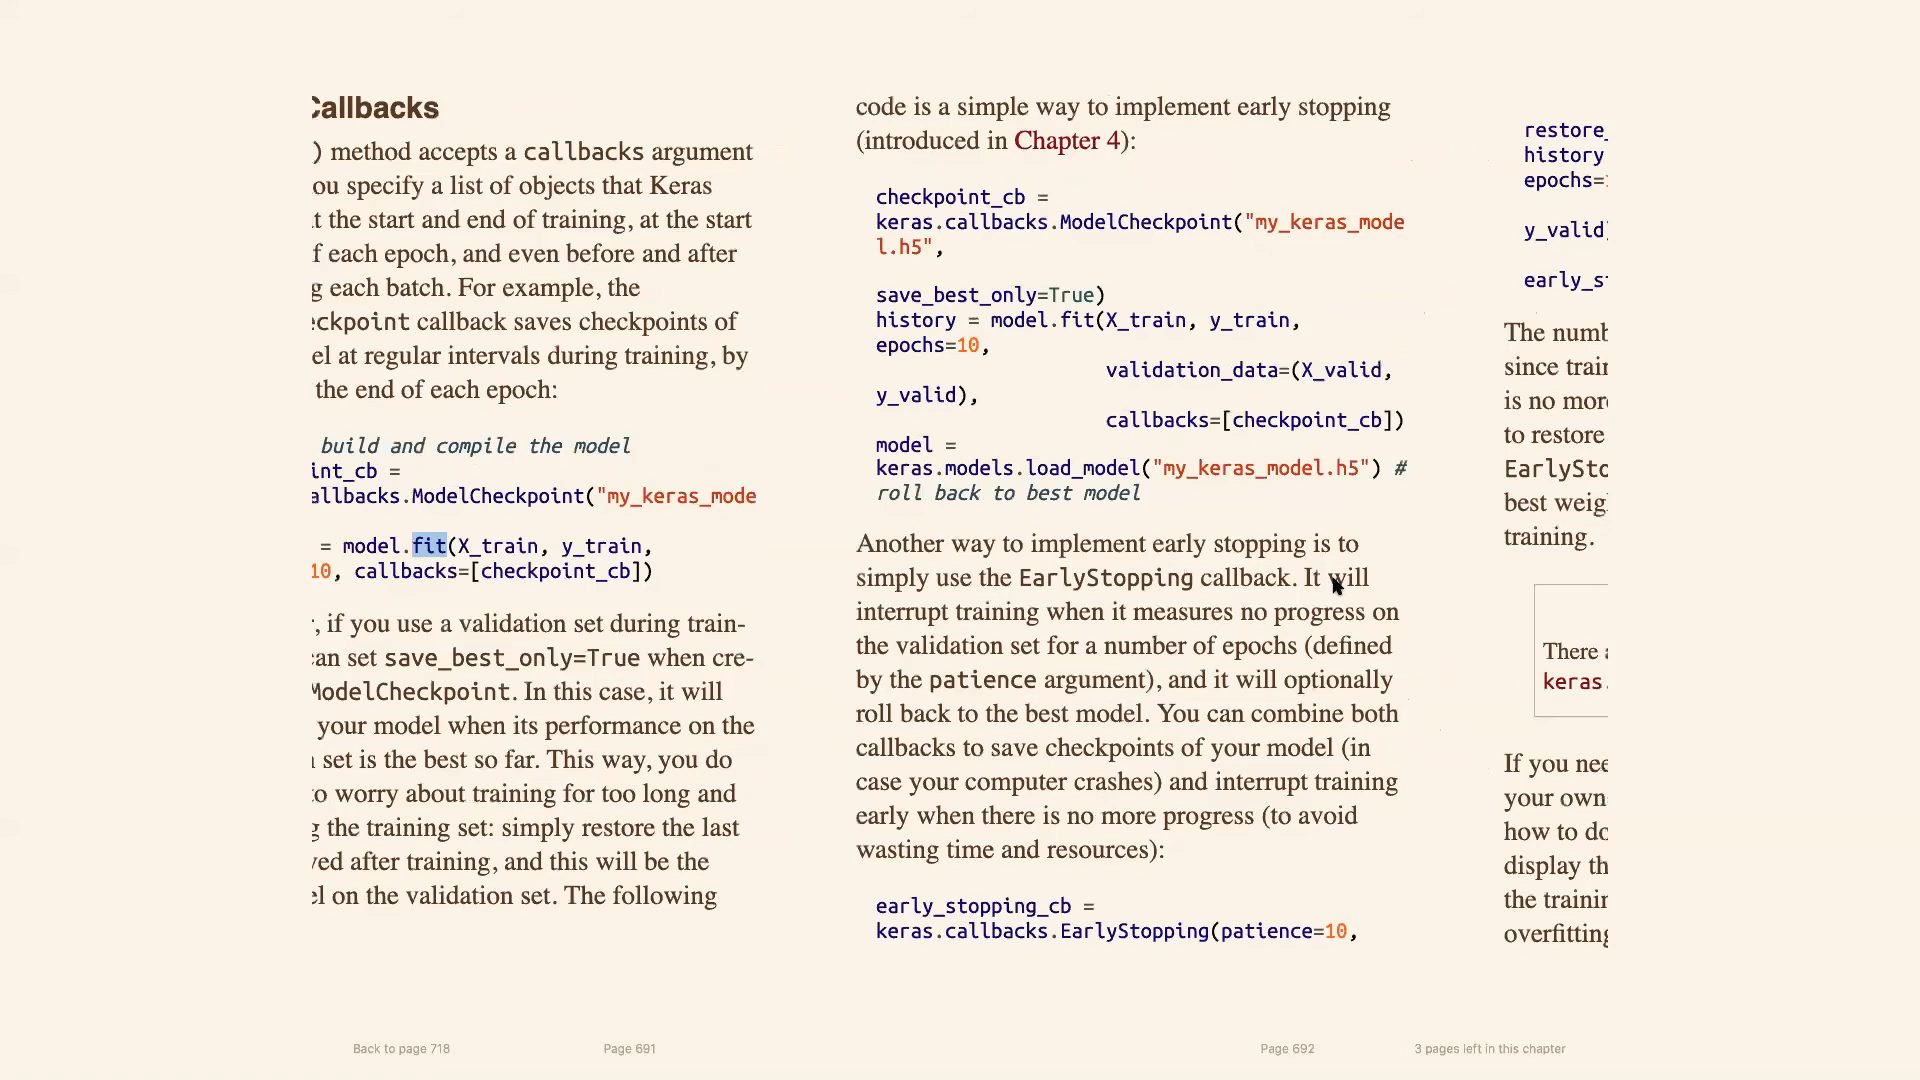 Callbacks
) method accepts a callbacks argument
ou specify a list of objects that Keras
t the start and end of training, at the start
f each epoch, and even before and after
g each batch. For example, the
eckpoint callback saves checkpoints of
el at regular intervals during training, by
the end of each epoch:
build and compile the model
int_cb =
allbacks.ModelCheckpoint("my_keras_mode
= model.fit(X_train, y_train,
10, callbacks=[checkpoint_cb])
, if you use a validation set during train-
can set save_best_only=True when cre-
ModelCheckpoint. In this case, it will
your model when its performance on the
set is the best so far. This way, you do
to worry about training for too long and
g the training set: simply restore the last
ved after training, and this will be the
el on the validation set. The following
code is a simple way to implement early stopping
(introduced in Chapter 4):
checkpoint_cb =
keras.callbacks.ModelCheckpoint("my_keras_mode
l.h5",
save_best_only=True)
history = model.fit(X_train, y_train,
epochs=10,
validation_data=(X_valid,
y_valid),
callbacks=[checkpoint_cb])
model =
keras.models.load_model("my_keras_model.h5") #
roll back to best model
Another way to implement early stopping is to
simply use the EarlyStopping callback. It will
interrupt training when it measures no progress on
the validation set for a number of epochs (defined
by the patience argument), and it will optionally
roll back to the best model. You can combine both
callbacks to save checkpoints of your model (in
case your computer crashes) and interrupt training
early when there is no more progress (to avoid
wasting time and resources):
early_stopping_cb =
keras.callbacks.EarlyStopping(patience=10,
restore_
history
epochs=
y_valid)
early_s
The numb
since train
is no more
to restore
EarlySto
best weig
training.
There a
keras.
If you nee
your own
how to do
display th
the trainin
overfitting
Back to page 718
Page 691
Page 692
3 pages left in this chapter